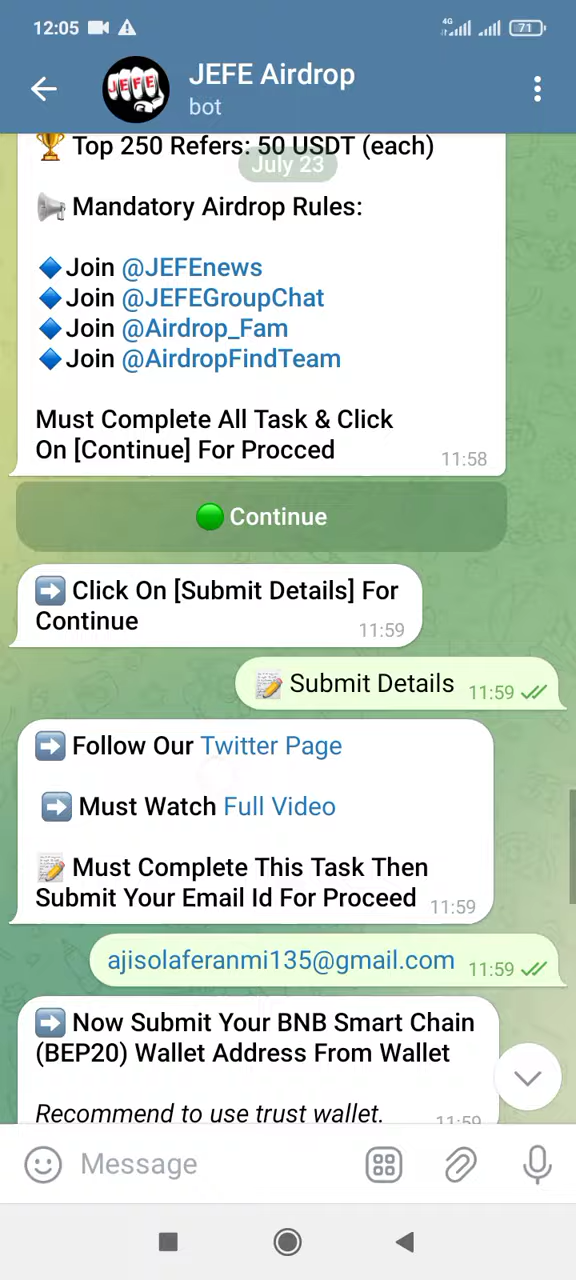 12:05
4G
71
JEFE
JEFE Airdrop
bot
🏆 Top 250 Refers: 50 USDT (each)
July 23
📢 Mandatory Airdrop Rules:
🔷Join @JEFEnews
🔷Join @JEFEGroupChat
🔷Join @Airdrop_Fam
🔷Join @AirdropFindTeam
Must Complete All Task & Click
On [Continue] For Procced
11:58
🟢 Continue
➡️ Click On [Submit Details] For
Continue
11:59
📝 Submit Details 11:59
➡️ Follow Our Twitter Page
➡️ Must Watch Full Video
📝 Must Complete This Task Then
Submit Your Email Id For Proceed 11:59
ajisolaferanmi135@gmail.com 11:59
➡️ Now Submit Your BNB Smart Chain
(BEP20) Wallet Address From Wallet
Recommend to use trust wallet. 11:59
Message